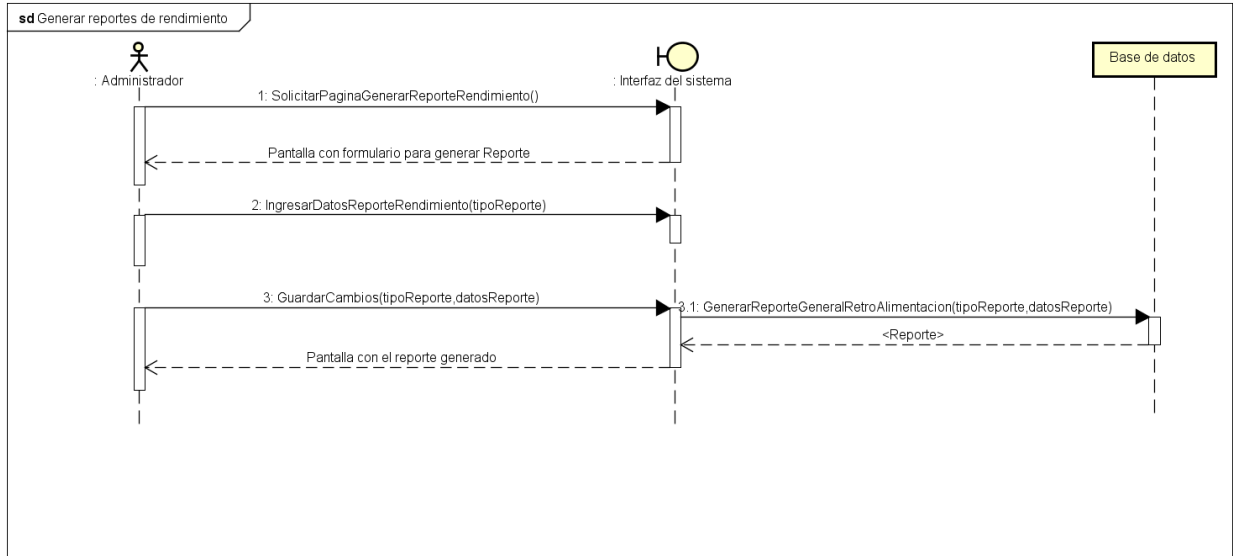 sd Generar reportes de rendimiento
: Administrador
: Interfaz del sistema
Base de datos
1: SolicitarPaginaGenerarReporteRendimiento()
Pantalla con formulario para generar Reporte
2: IngresarDatosReporteRendimiento(tipoReporte)
3: GuardarCambios(tipoReporte,datosReporte)
3.1: GenerarReporteGeneralRetroAlimentacion(tipoReporte,datosReporte)
<Reporte>
Pantalla con el reporte generado